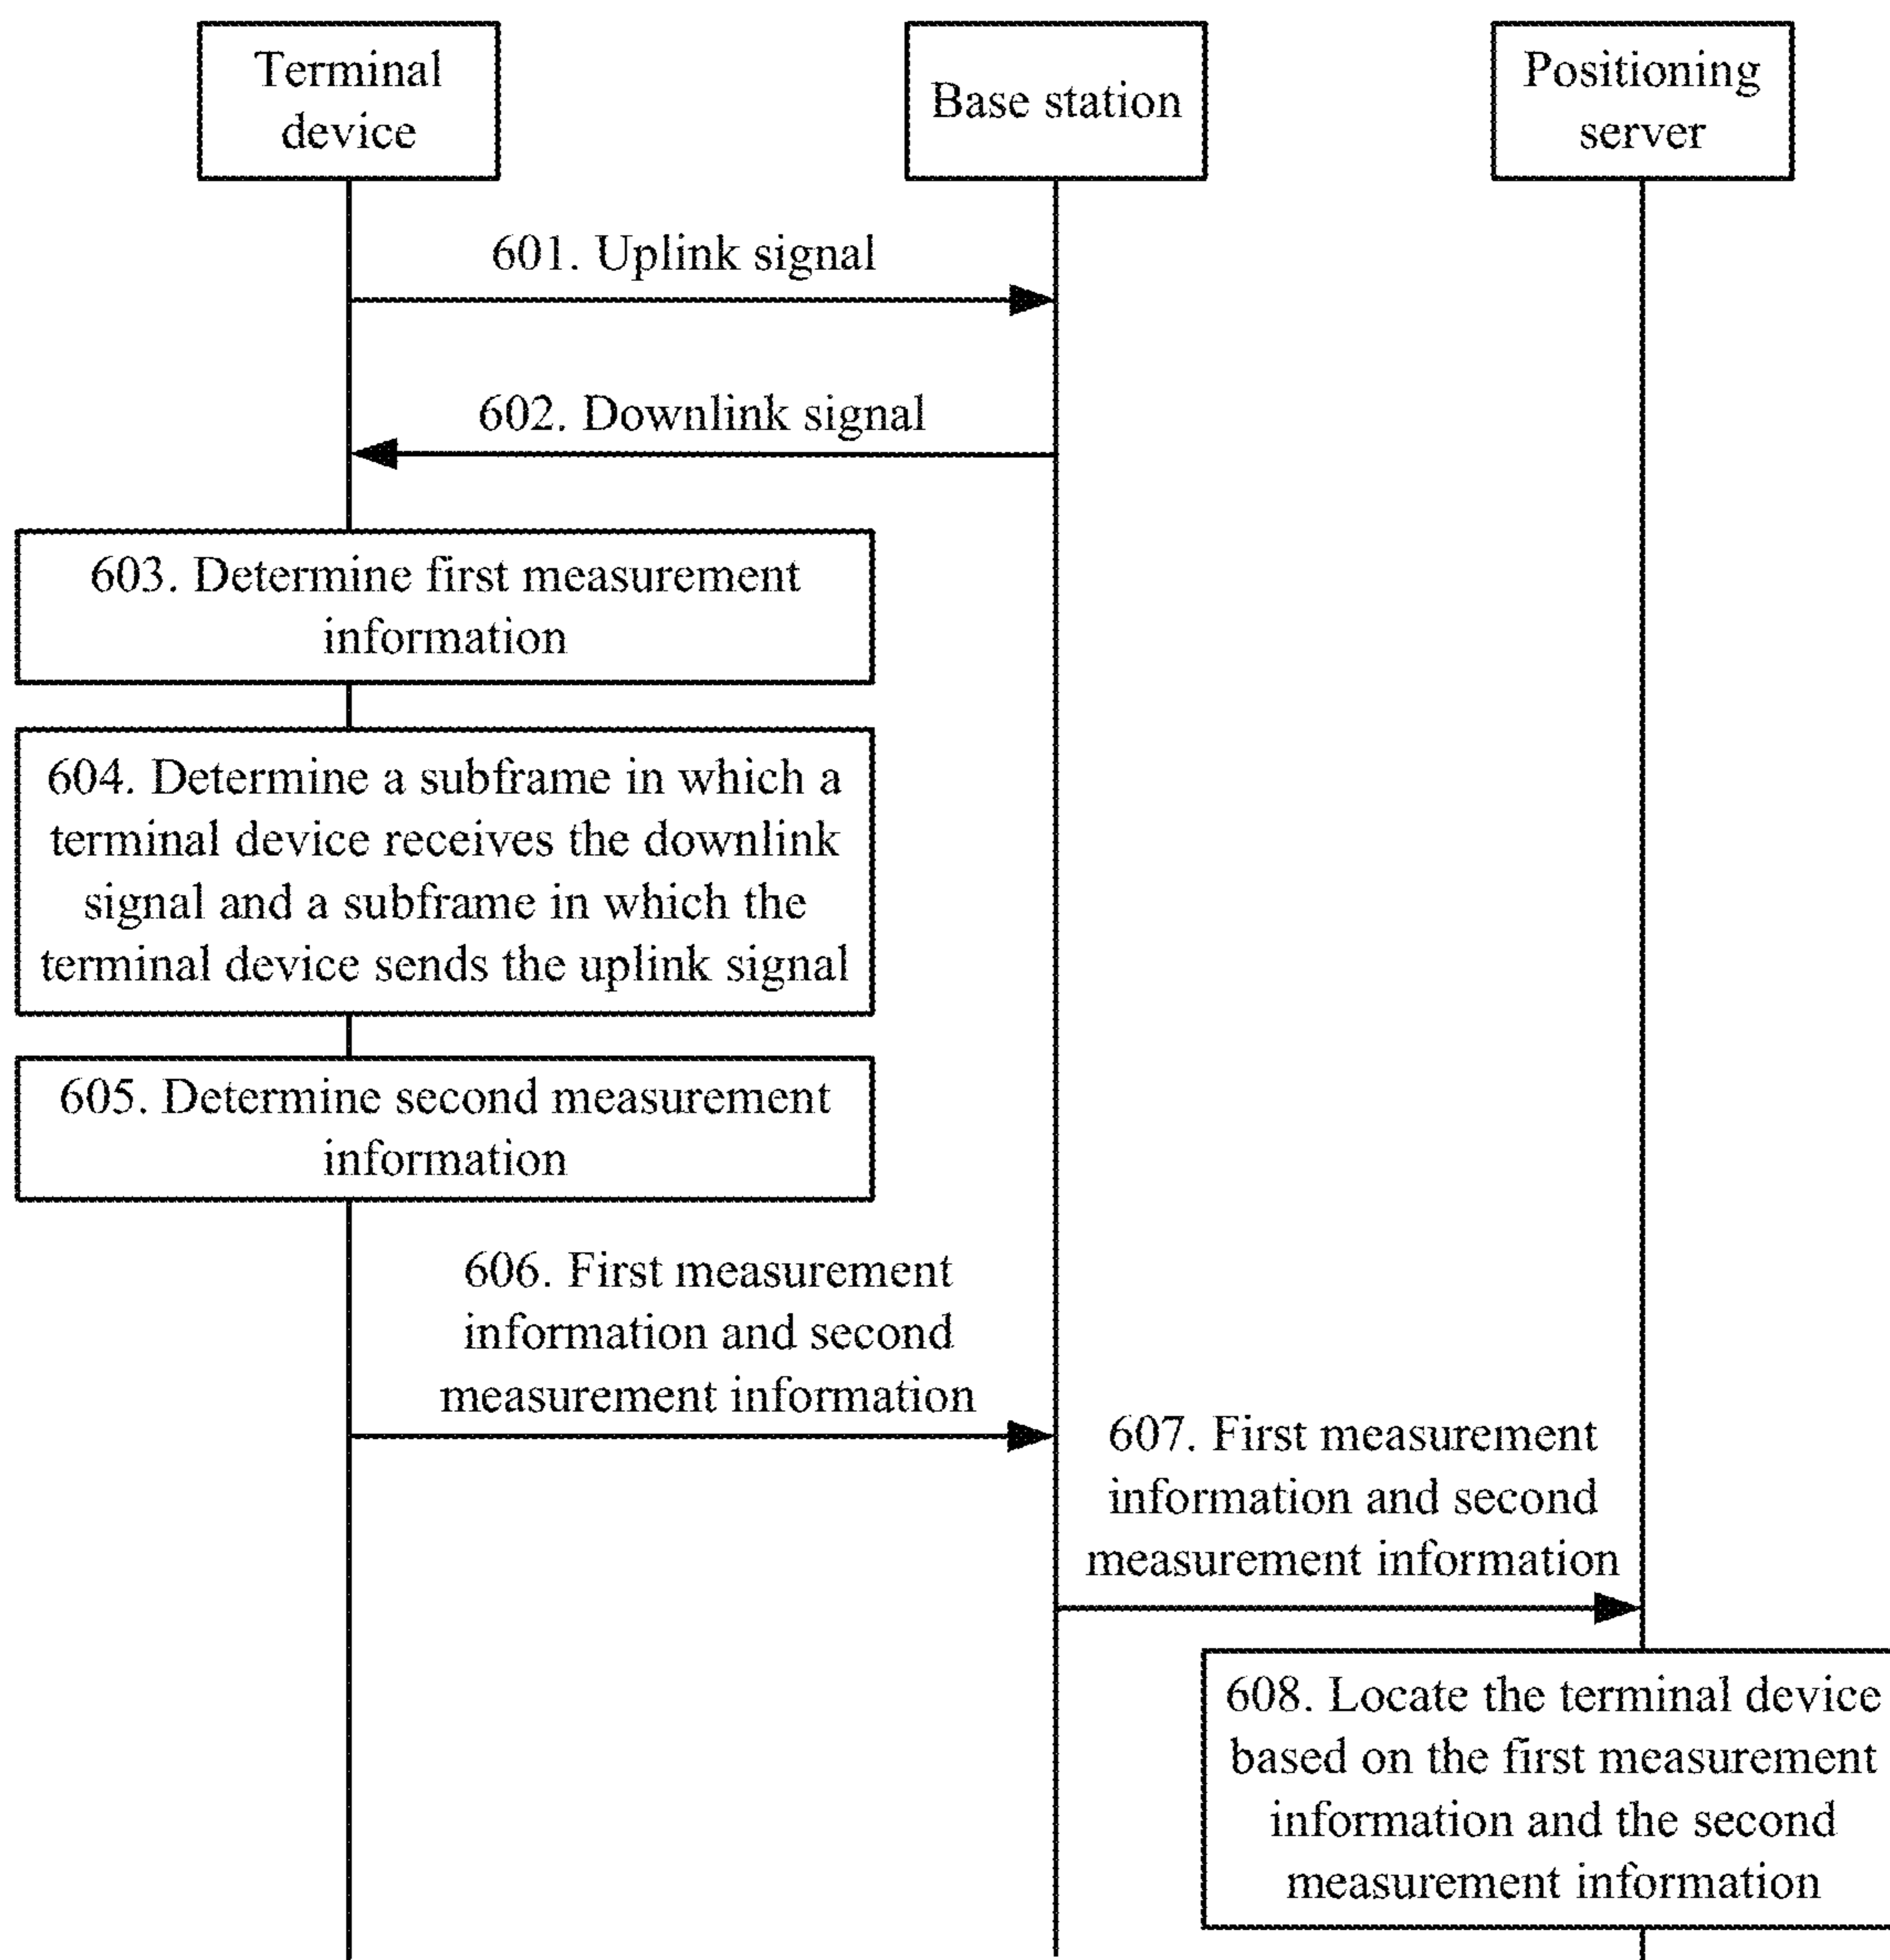 Terminal
device
Base station
Positioning
server
601. Uplink signal
602. Downlink signal
603. Determine first measurement
information
604. Determine a subframe in which a
terminal device receives the downlink
signal and a subframe in which the
terminal device sends the uplink signal
605. Determine second measurement
information
606. First measurement
information and second
measurement information
607. First measurement
information and second
measurement information
608. Locate the terminal device
based on the first measurement
information and the second
measurement information